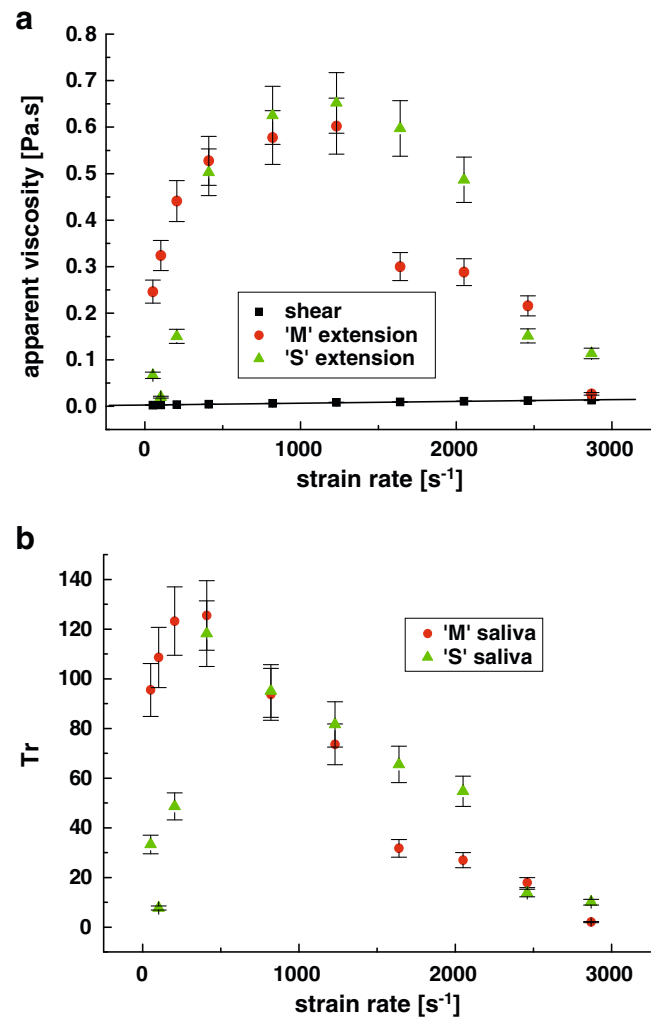 a
apparent viscosity [Pa.s]
0.8
0.7
0.6
0.5
0.4
0.3
0.2
0.1
0.0
shear
'M' extension
'S' extension
0 1000 2000 3000
strain rate [s-1]
b
Tr
140
120
100
80
60
40
20
0
'M' saliva
'S' saliva
0 1000 2000 3000
strain rate [s-1]